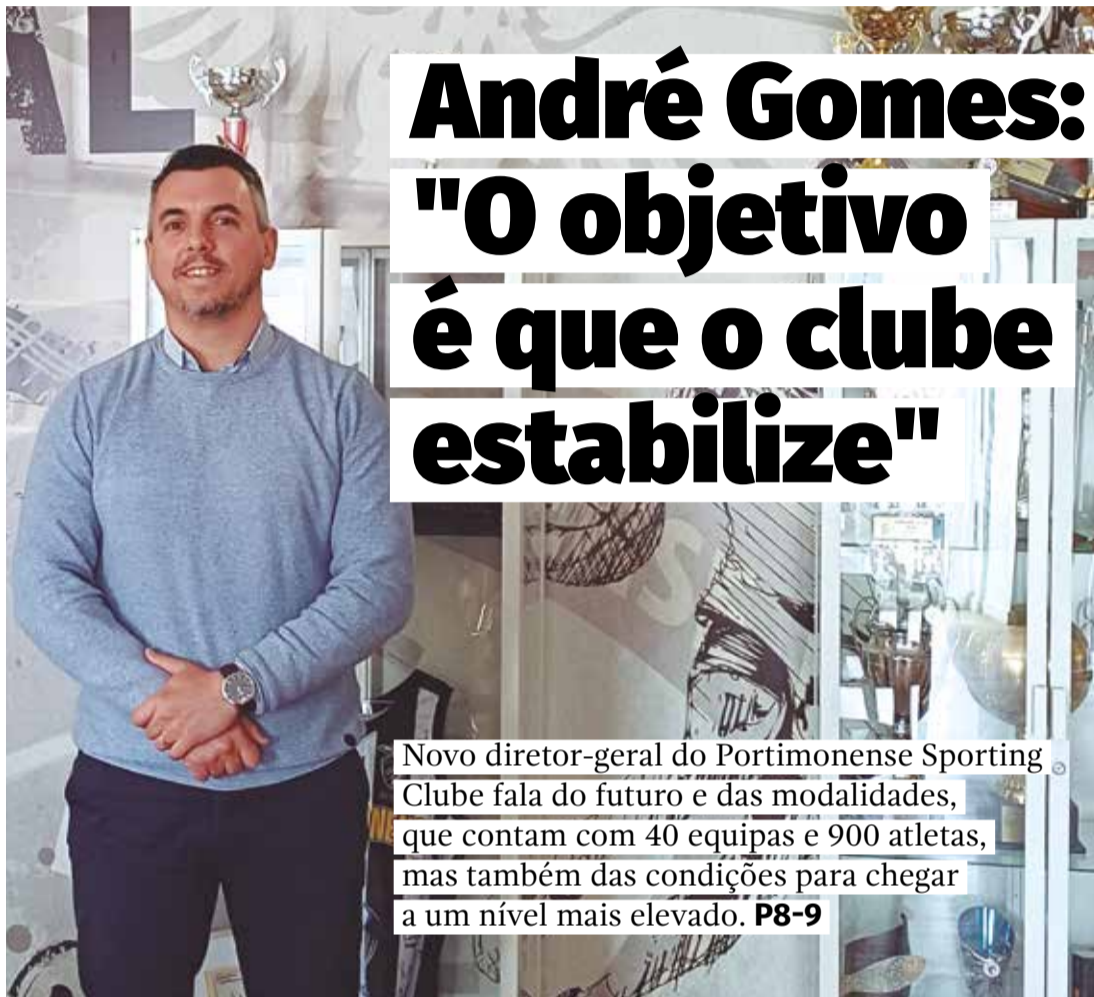 AL
André Gomes:
"O objetivo
é que o clube
estabilize"
S
Novo diretor-geral do Portimonense Sporting
Clube fala do futuro e das modalidades,
que contam com 40 equipas e 900 atletas,
mas também das condições para chegar
a um nível mais elevado. P8-9